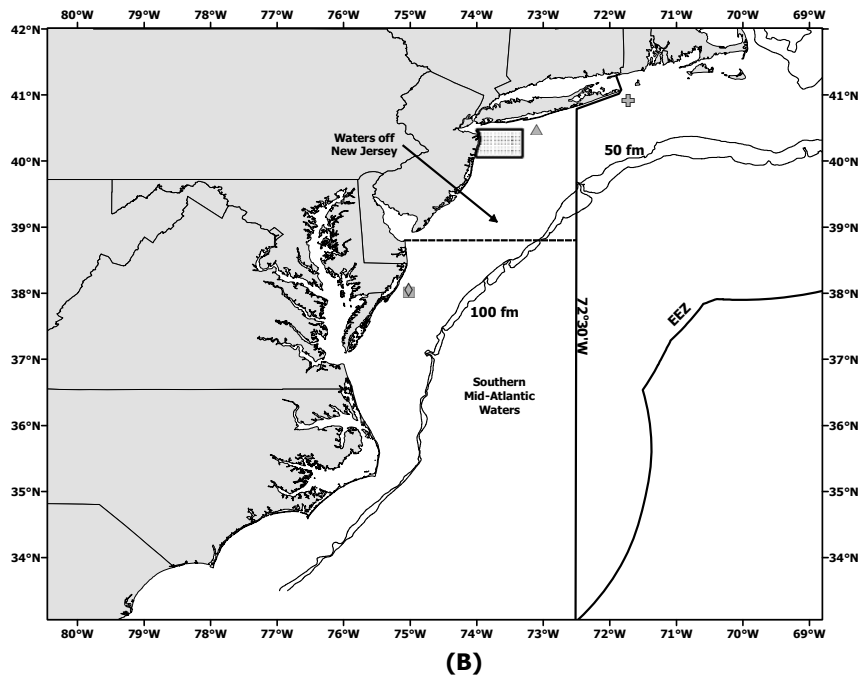 80°W 79°W 78°W 77°W 76°W 75°W 74°W 73°W 72°W 71°W 70°W 69°W
42°N 42°N
41°N 41°N
Waters off
New Jersey
50 fm
40°N 40°N
39°N 39°N
38°N 38°N
100 fm
72°30'W
EEZ
37°N 37°N
Southern
Mid-Atlantic
Waters
36°N 36°N
35°N 35°N
34°N 34°N
80°W 79°W 78°W 77°W 76°W 75°W 74°W 73°W 72°W 71°W 70°W 69°W
(B)